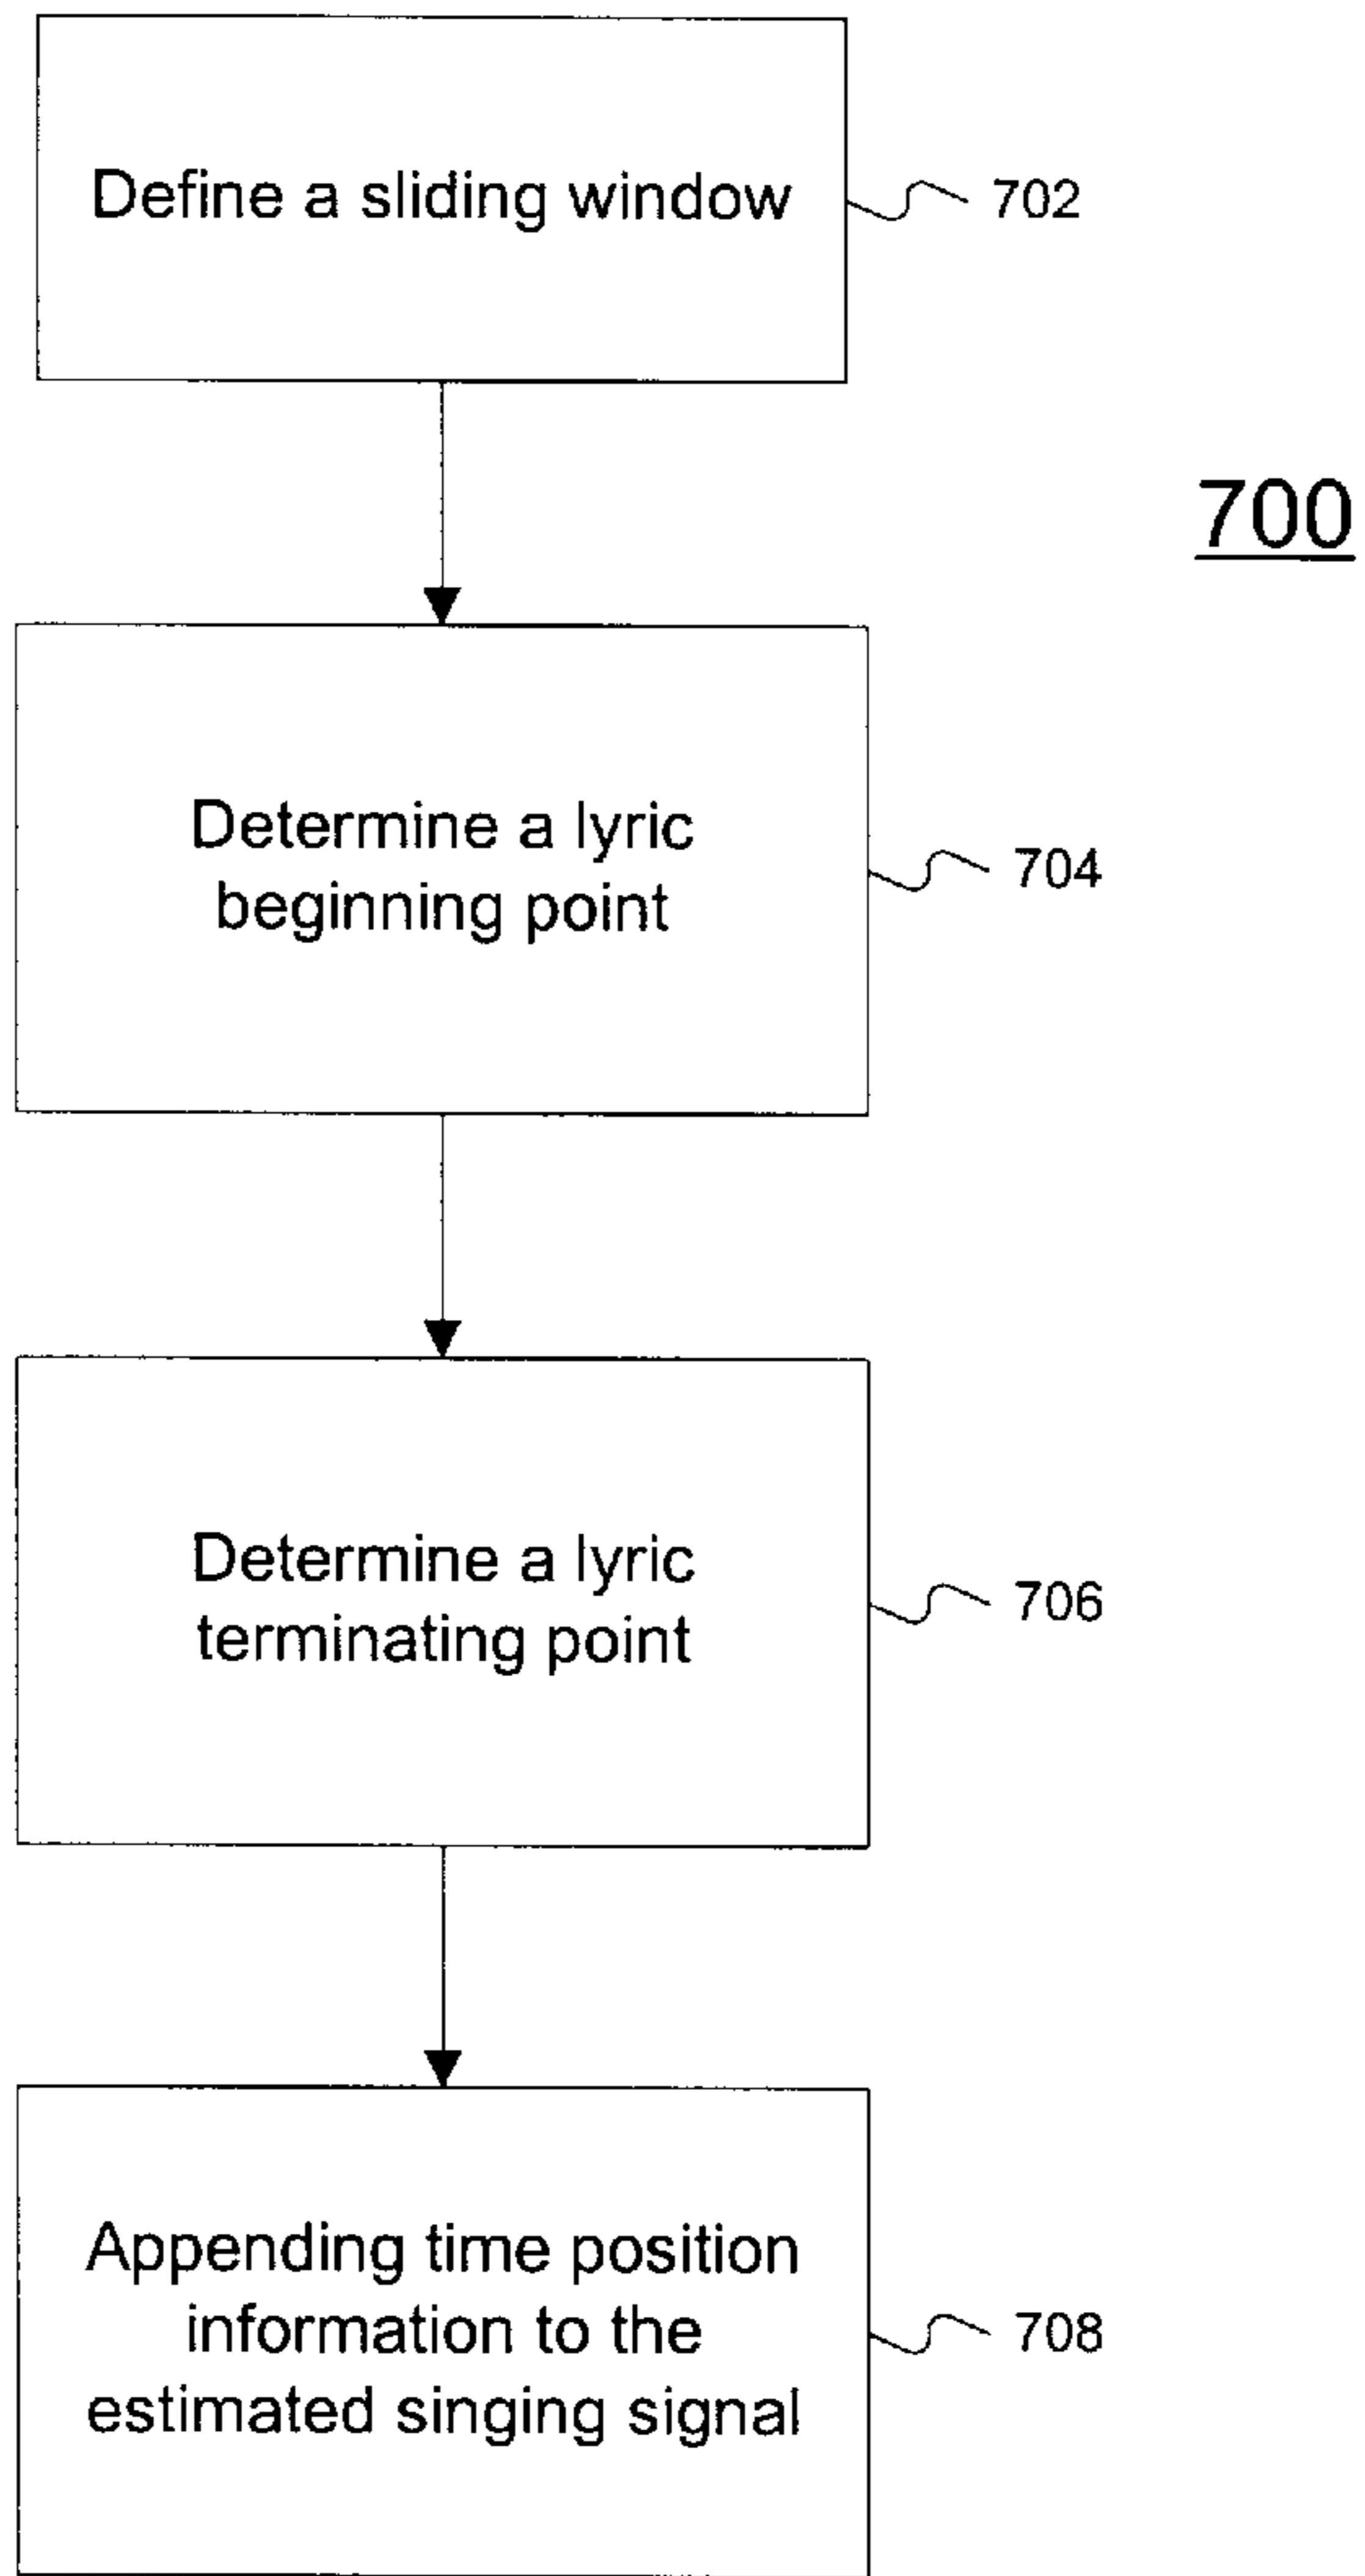 Define a sliding window
702
700
Determine a lyric
beginning point
704
Determine a lyric
terminating point
706
Appending time position
information to the
estimated singing signal
708